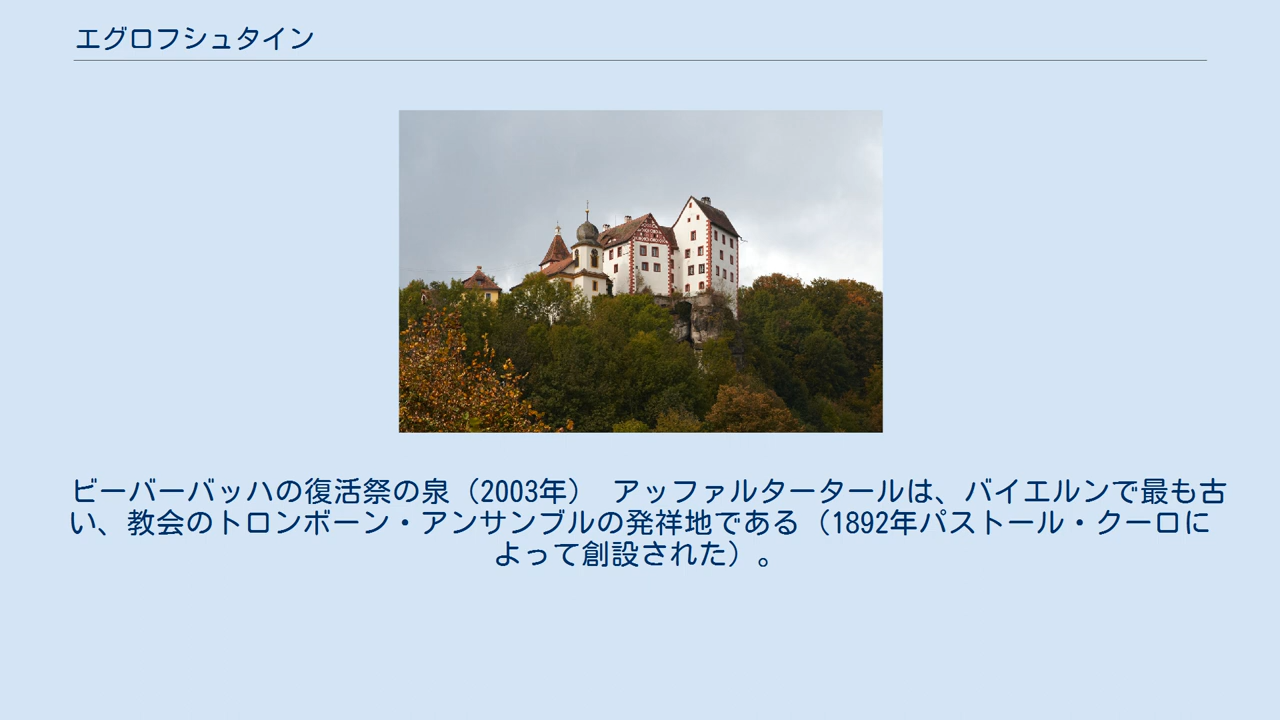 エグロフシュタイン
ビーバーバッハの復活祭の泉（2003年） アッファルタータールは、バイエルンで最も古
い、教会のトロンボーン・アンサンブルの発祥地である（1892年パストール・クーロに
よって創設された）。